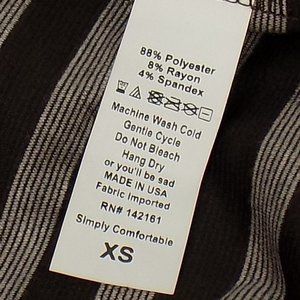 88% Polyester
8% Rayon
4% Spandex
Machine Wash Cold
Gentle Cycle
Do Not Bleach
Hang Dry
or you'll be sad
MADE IN USA
Fabric Imported
RN# 142161
Simply Comfortable
XS